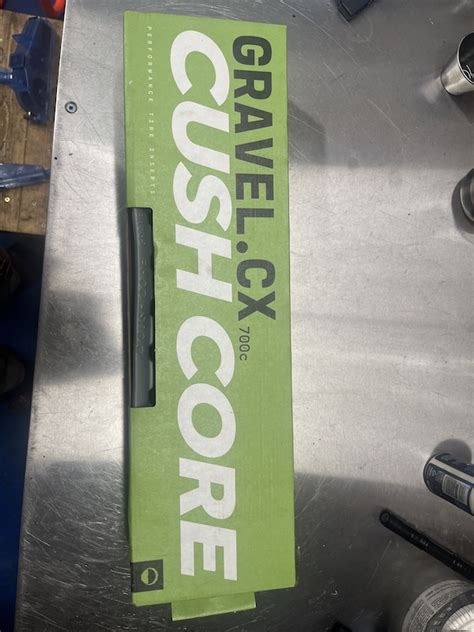 GRAVEL.CX 700c
CUSH CORE
PERFORMANCE TIRE INSERTS